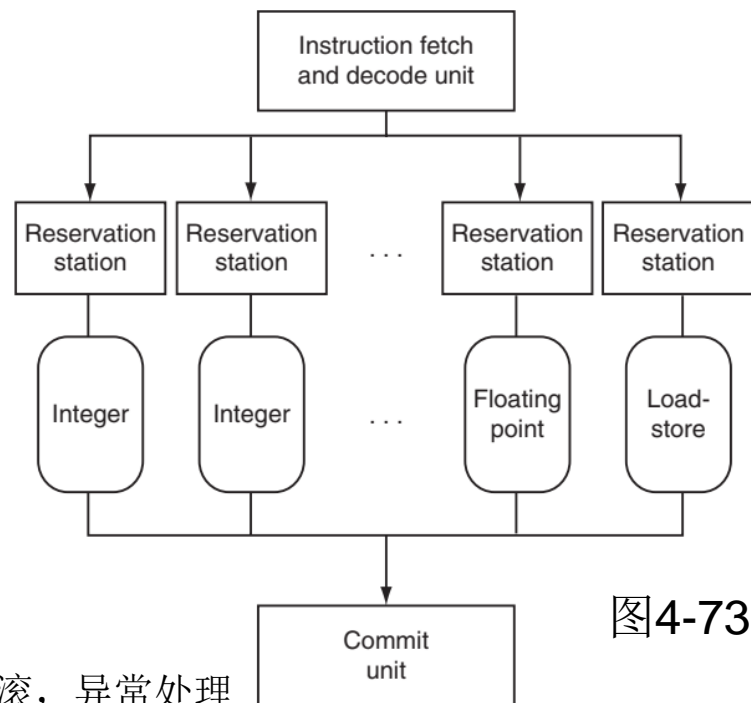 Instruction fetch
and decode unit
Reservation
station
Reservation
station
. . .
Reservation
station
Reservation
station
Integer
Integer
. . .
Floating
point
Load-
store
Commit
unit
图4-73
滚，异常处理